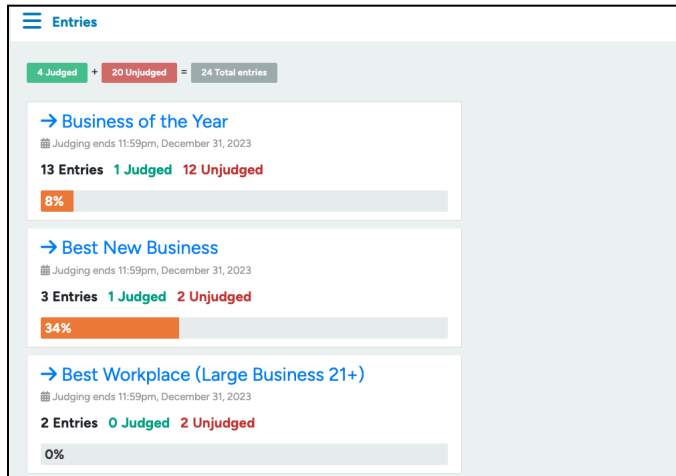 Entries
4 Judged + 20 Unjudged = 24 Total entries
→ Business of the Year
Judging ends 11:59pm, December 31, 2023
13 Entries 1 Judged 12 Unjudged
8%
→ Best New Business
Judging ends 11:59pm, December 31, 2023
3 Entries 1 Judged 2 Unjudged
34%
→ Best Workplace (Large Business 21+)
Judging ends 11:59pm, December 31, 2023
2 Entries 0 Judged 2 Unjudged
0%